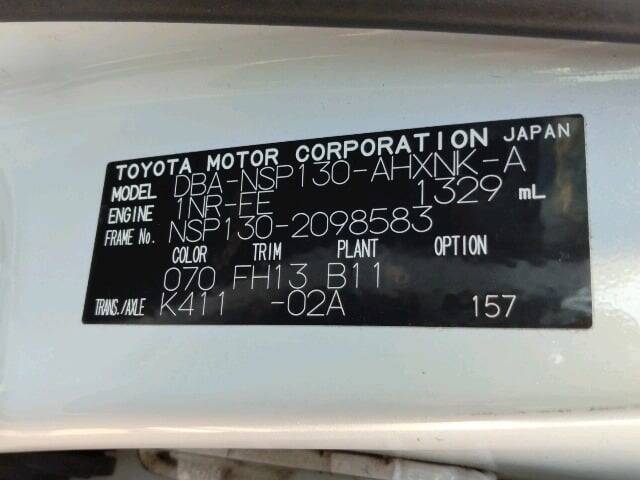 TOYOTA MOTOR CORPORATION JAPAN
MODEL DBA-NSP130-AHXNK-A
ENGINE 1NR-FE 1329 mL
FRAME No. NSP130-2098583
COLOR TRIM PLANT OPTION
070 FH13 B11
TRANS./AXLE K411 -02A 157